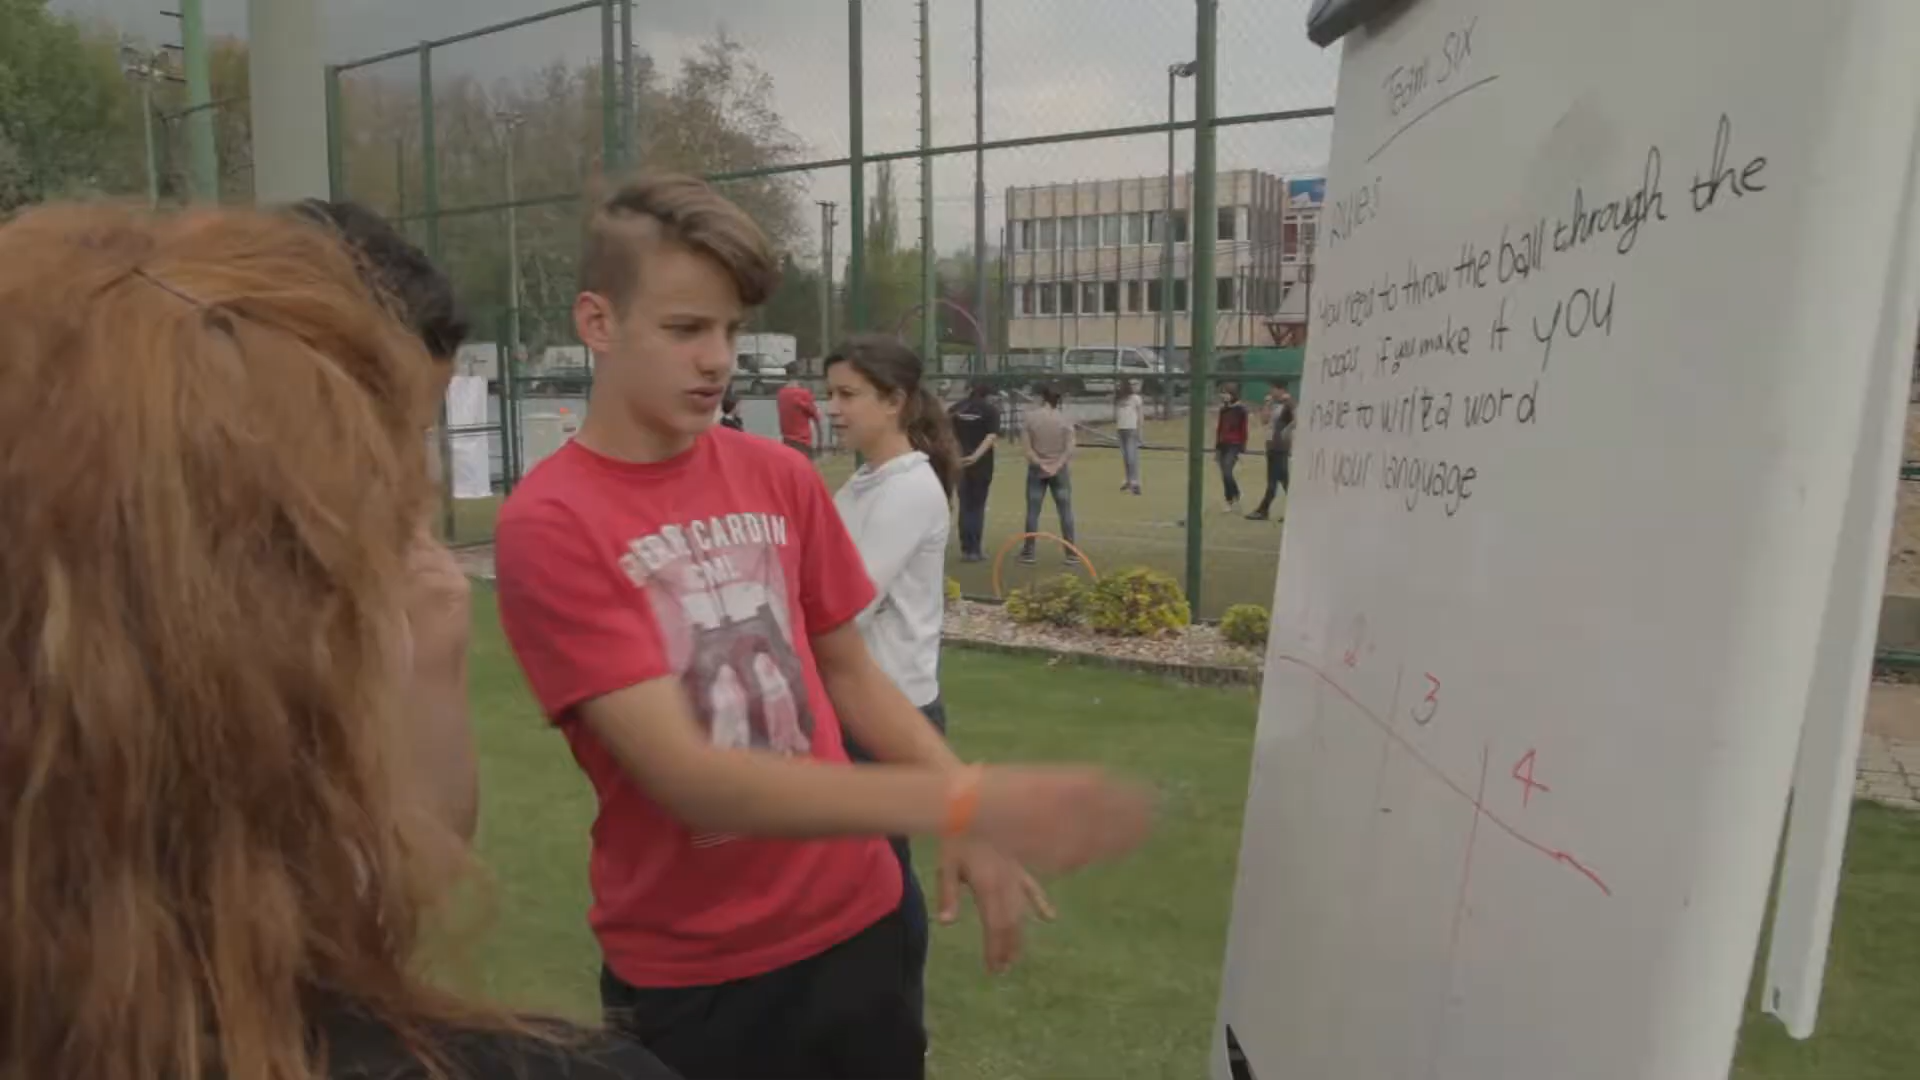 Team Six
Rules
You need to throw the ball through the
hoops, if you make it you
have to write a word
in your language
2
3
4
PIERRE CARDIN